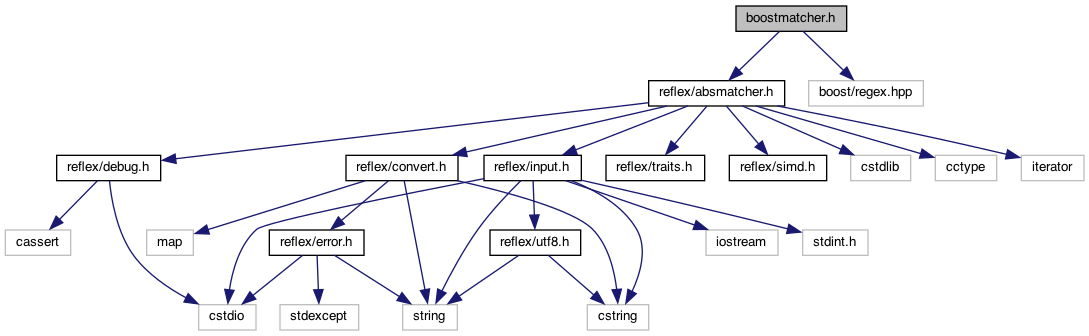 boostmatcher.h
reflex/absmatcher.h
boost/regex.hpp
reflex/debug.h
reflex/convert.h
reflex/input.h
reflex/traits.h
reflex/simd.h
cstdlib
cctype
iterator
cassert
map
reflex/error.h
reflex/utf8.h
iostream
stdint.h
cstdio
stdexcept
string
cstring